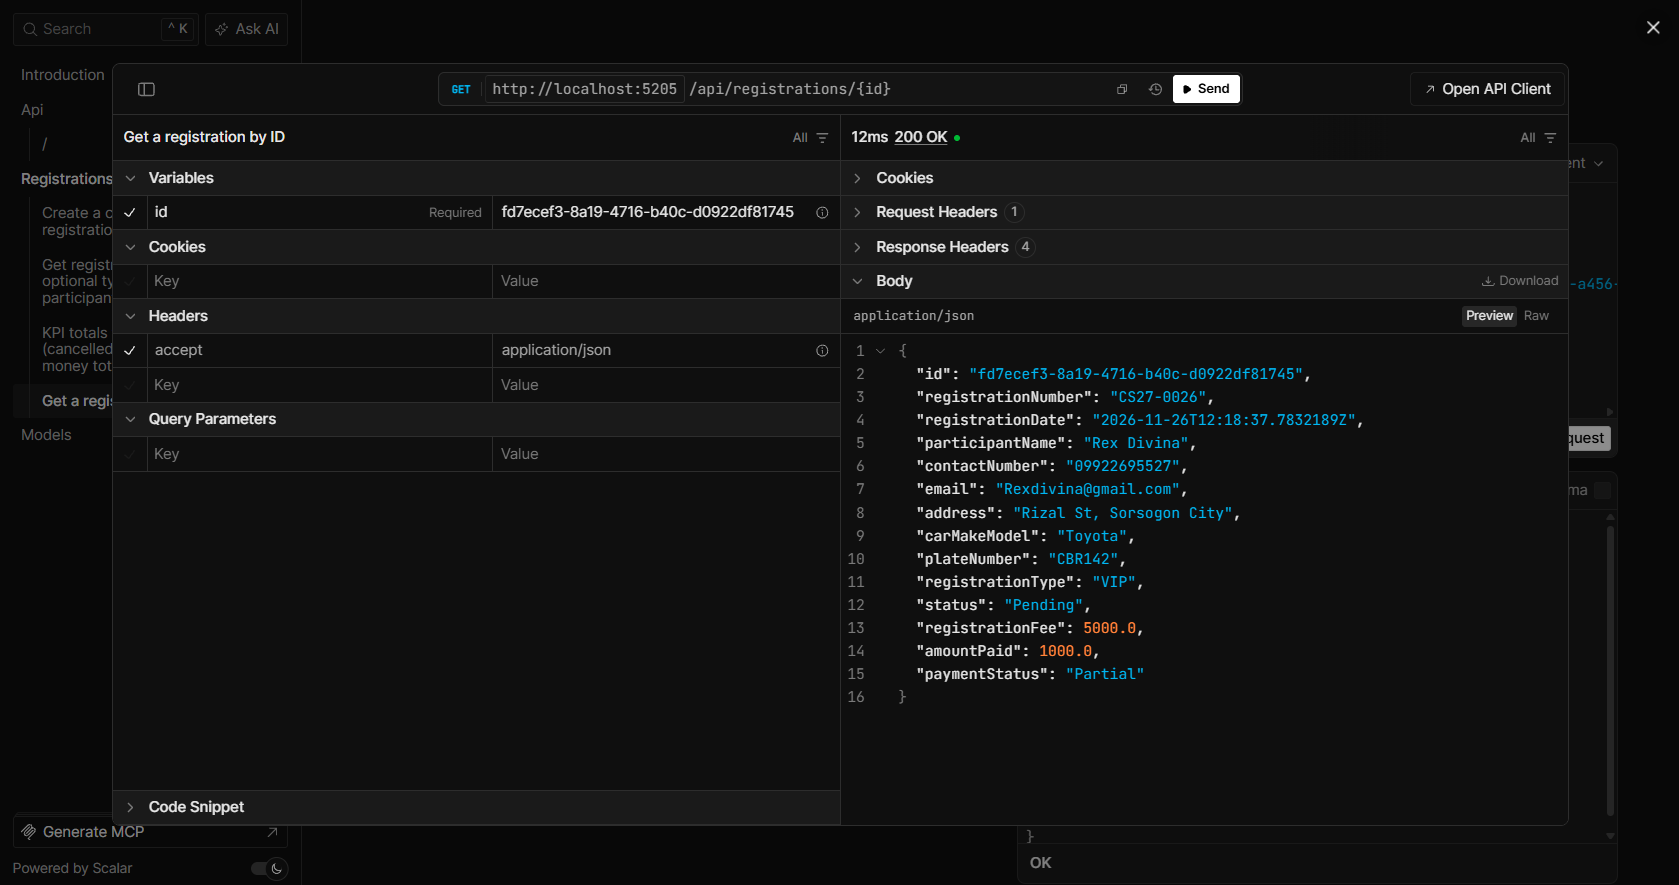 Search
^ K
Ask AI
Introduction
Api
/
Registrations
Create a c
registratio
Get regist
optional ty
participan
KPI totals
(cancelled
money tot
Get a regis
Models
Generate MCP
Powered by Scalar
GET http://localhost:5205 /api/registrations/{id}
Send
Open API Client
Get a registration by ID
All
Variables
id Required fd7ecef3-8a19-4716-b40c-d0922df81745
Cookies
Key Value
Headers
accept application/json
Key Value
Query Parameters
Key Value
Code Snippet
12ms 200 OK
All
Cookies
Request Headers 1
Response Headers 4
Body
Download
application/json
Preview Raw
1 {
2 "id": "fd7ecef3-8a19-4716-b40c-d0922df81745",
3 "registrationNumber": "CS27-0026",
4 "registrationDate": "2026-11-26T12:18:37.7832189Z",
5 "participantName": "Rex Divina",
6 "contactNumber": "09922695527",
7 "email": "Rexdivina@gmail.com",
8 "address": "Rizal St, Sorsogon City",
9 "carMakeModel": "Toyota",
10 "plateNumber": "CBR142",
11 "registrationType": "VIP",
12 "status": "Pending",
13 "registrationFee": 5000.0,
14 "amountPaid": 1000.0,
15 "paymentStatus": "Partial"
16 }
ent
-a456-
quest
ma
}
OK